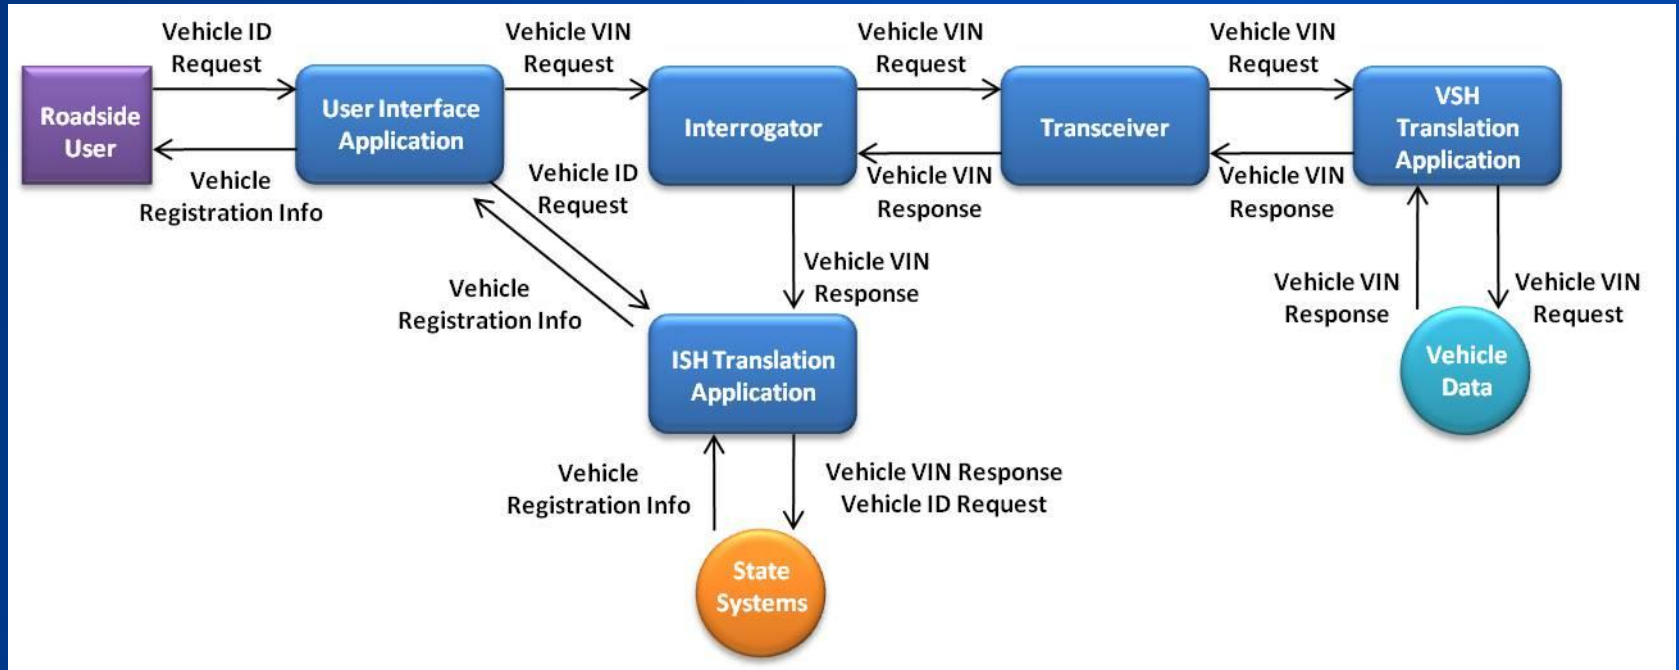 Vehicle ID
Request
Vehicle VIN
Request
Vehicle VIN
Request
Vehicle VIN
Request
Roadside
User
User Interface
Application
Interrogator
Transceiver
VSH
Translation
Application
Vehicle
Registration Info
Vehicle ID
Request
Vehicle VIN
Response
Vehicle VIN
Response
Vehicle
Registration Info
Vehicle VIN
Response
Vehicle VIN
Response
Vehicle VIN
Request
ISH Translation
Application
Vehicle
Data
Vehicle
Registration Info
Vehicle VIN Response
Vehicle ID Request
State
Systems